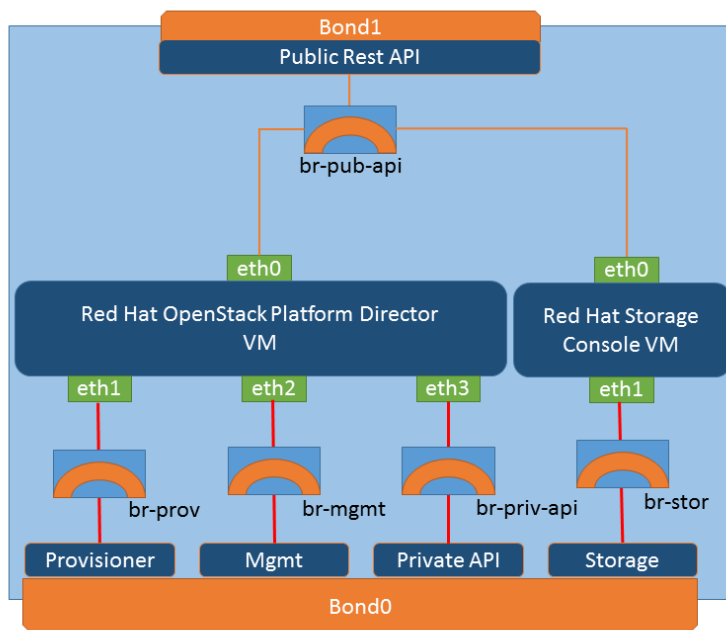 Bond1
Public Rest API
br-pub-api
eth0
eth0
Red Hat OpenStack Platform Director
VM
Red Hat Storage
Console VM
eth1
eth2
eth3
eth1
br-prov
br-mgmt
br-priv-api
br-stor
Provisioner
Mgmt
Private API
Storage
Bond0